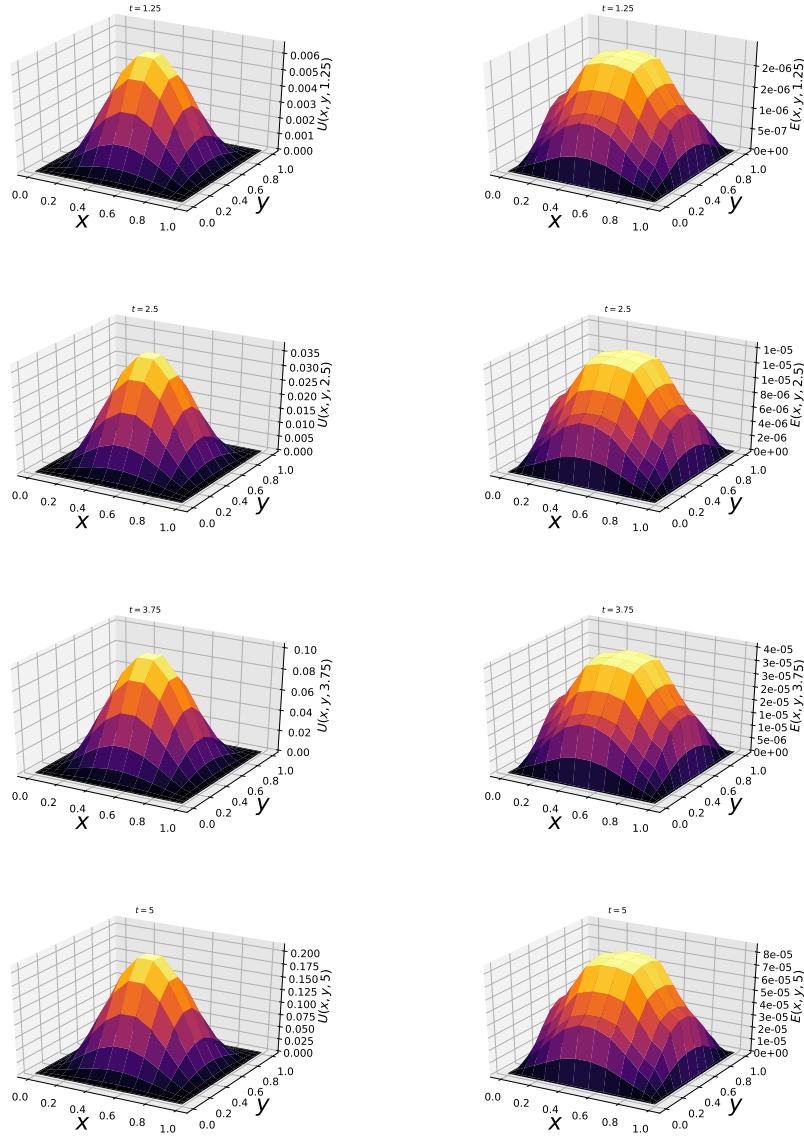 t = 1.25
0.006
0.005
0.004
0.003
0.002
0.001
0.000
U(x, y, 1.25)
0.0 0.2 0.4 0.6 0.8 1.0
x
0.0 0.2 0.4 0.6 0.8 1.0
y
t = 1.25
2e-06
2e-06
1e-06
5e-07
0e+00
E(x, y, 1.25)
0.0 0.2 0.4 0.6 0.8 1.0
x
0.0 0.2 0.4 0.6 0.8 1.0
y
t = 2.5
0.035
0.030
0.025
0.020
0.015
0.010
0.005
0.000
U(x, y, 2.5)
0.0 0.2 0.4 0.6 0.8 1.0
x
0.0 0.2 0.4 0.6 0.8 1.0
y
t = 2.5
1e-05
1e-05
8e-06
6e-06
4e-06
2e-06
0e+00
E(x, y, 2.5)
0.0 0.2 0.4 0.6 0.8 1.0
x
0.0 0.2 0.4 0.6 0.8 1.0
y
t = 3.75
0.10
0.08
0.06
0.04
0.02
0.00
U(x, y, 3.75)
0.0 0.2 0.4 0.6 0.8 1.0
x
0.0 0.2 0.4 0.6 0.8 1.0
y
t = 3.75
4e-05
3e-05
3e-05
2e-05
2e-05
1e-05
1e-05
5e-06
0e+00
E(x, y, 3.75)
0.0 0.2 0.4 0.6 0.8 1.0
x
0.0 0.2 0.4 0.6 0.8 1.0
y
t = 5
0.200
0.175
0.150
0.125
0.100
0.075
0.050
0.025
0.000
U(x, y, 5)
0.0 0.2 0.4 0.6 0.8 1.0
x
0.0 0.2 0.4 0.6 0.8 1.0
y
t = 5
8e-05
7e-05
6e-05
5e-05
4e-05
3e-05
2e-05
1e-05
0e+00
E(x, y, 5)
0.0 0.2 0.4 0.6 0.8 1.0
x
0.0 0.2 0.4 0.6 0.8 1.0
y